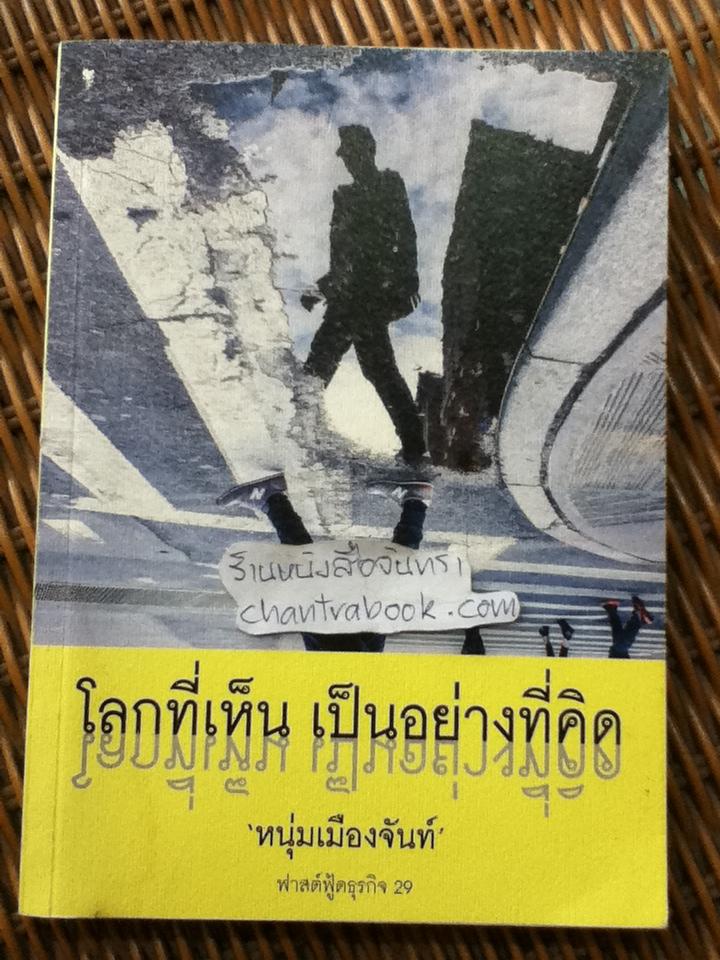 ร้านหนังสือจันทรา
chantrabook.com
โลกที่เห็น เป็นอย่างที่คิด
'หนุ่มเมืองจันท์'
ฟาสต์ฟู้ดธุรกิจ 29